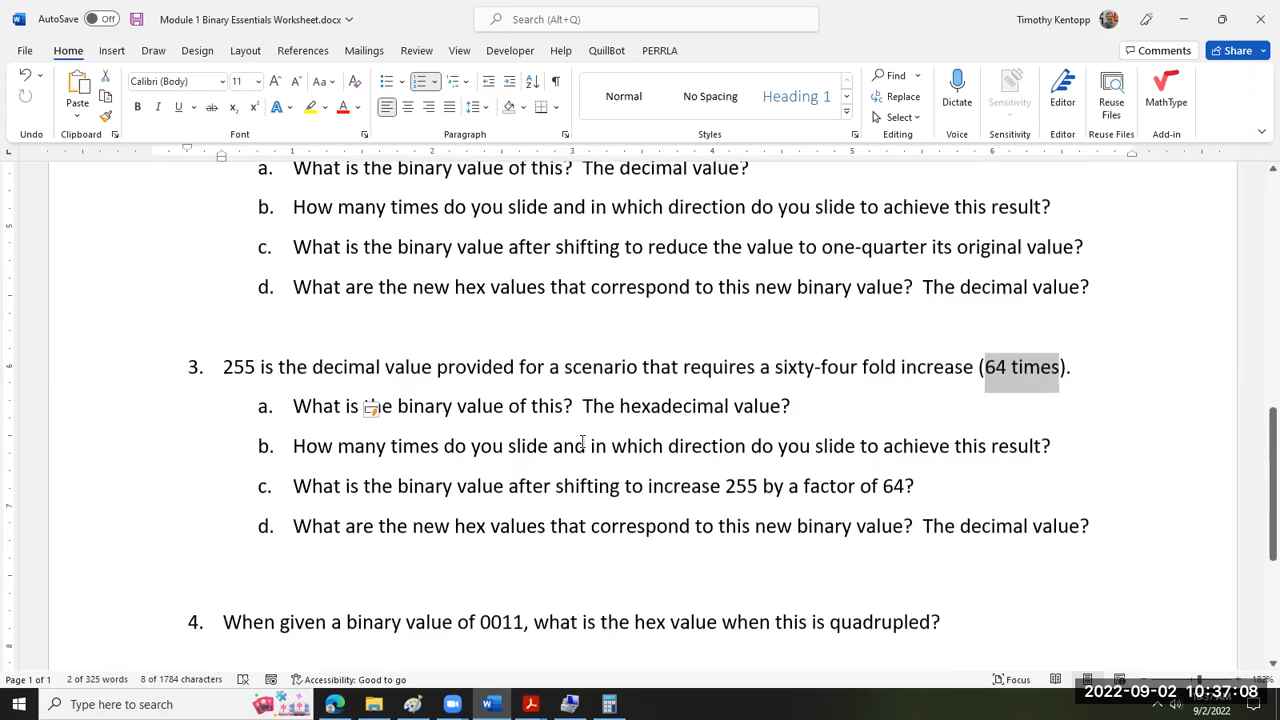 AutoSave Off Module 1 Binary Essentials Worksheet.docx Search (Alt+Q) Timothy Kentopp
File Home Insert Draw Design Layout References Mailings Review View Developer Help QuillBot PERRLA Comments Share
Undo Paste Clipboard Calibri (Body) 11 Font Paragraph Normal No Spacing Heading 1 Styles Find Replace Select Editing Dictate Voice Sensitivity Sensitivity Editor Editor Reuse Files Reuse Files MathType Add-in
1 2 3 4 5 6
a. What is the binary value of this? The decimal value?
b. How many times do you slide and in which direction do you slide to achieve this result?
c. What is the binary value after shifting to reduce the value to one-quarter its original value?
d. What are the new hex values that correspond to this new binary value? The decimal value?
3. 255 is the decimal value provided for a scenario that requires a sixty-four fold increase (64 times).
a. What is the binary value of this? The hexadecimal value?
b. How many times do you slide and in which direction do you slide to achieve this result?
c. What is the binary value after shifting to increase 255 by a factor of 64?
d. What are the new hex values that correspond to this new binary value? The decimal value?
4. When given a binary value of 0011, what is the hex value when this is quadrupled?
Page 1 of 1 2 of 325 words 8 of 1784 characters Accessibility: Good to go Focus 182%
Type here to search 2022-09-02 10:37:08
9/2/2022